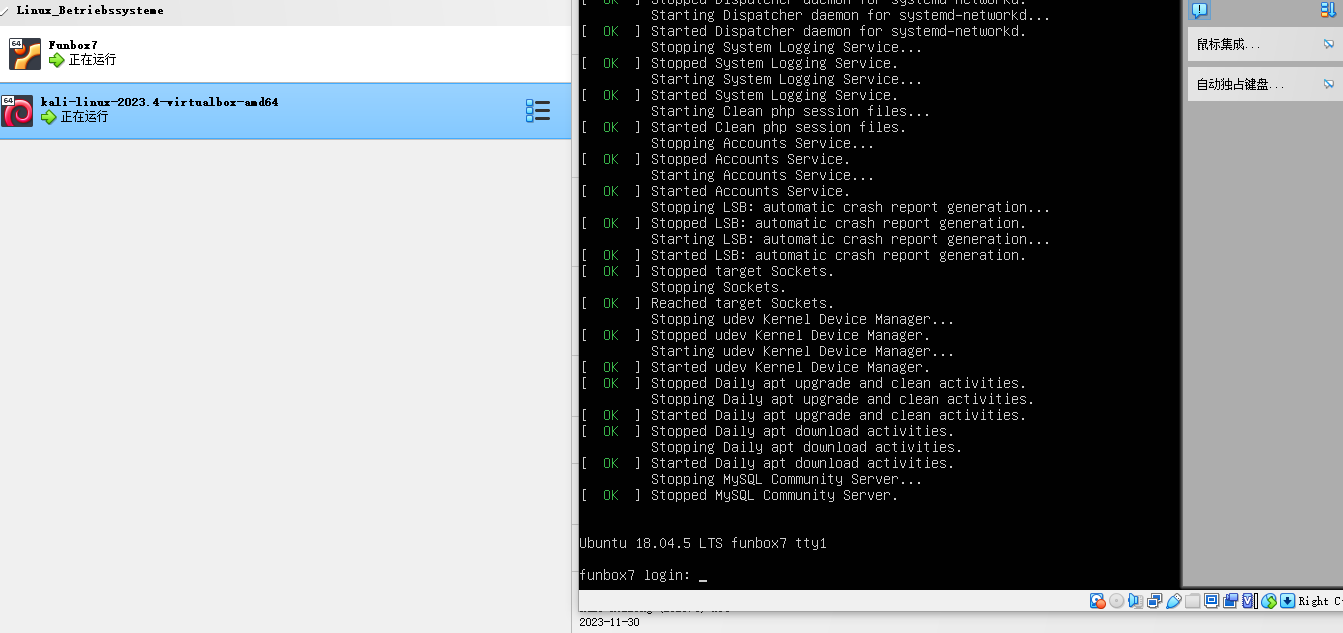 Linux_Betriebssysteme
64
Funbox7
正在运行
64
kali-linux-2023.4-virtualbox-amd64
正在运行
[  OK  ] Stopped Dispatcher daemon for systemd-networkd.
Starting Dispatcher daemon for systemd-networkd...
[  OK  ] Started Dispatcher daemon for systemd-networkd.
Stopping System Logging Service...
[  OK  ] Stopped System Logging Service.
Starting System Logging Service...
[  OK  ] Started System Logging Service.
Starting Clean php session files...
[  OK  ] Started Clean php session files.
Stopping Accounts Service...
[  OK  ] Stopped Accounts Service.
Starting Accounts Service...
[  OK  ] Started Accounts Service.
Stopping LSB: automatic crash report generation...
[  OK  ] Stopped LSB: automatic crash report generation.
Starting LSB: automatic crash report generation...
[  OK  ] Started LSB: automatic crash report generation.
[  OK  ] Stopped target Sockets.
Stopping Sockets.
[  OK  ] Reached target Sockets.
Stopping udev Kernel Device Manager...
[  OK  ] Stopped udev Kernel Device Manager.
Starting udev Kernel Device Manager...
[  OK  ] Started udev Kernel Device Manager.
[  OK  ] Stopped Daily apt upgrade and clean activities.
Stopping Daily apt upgrade and clean activities.
[  OK  ] Started Daily apt upgrade and clean activities.
[  OK  ] Stopped Daily apt download activities.
Stopping Daily apt download activities.
[  OK  ] Started Daily apt download activities.
Stopping MySQL Community Server...
[  OK  ] Stopped MySQL Community Server.
Ubuntu 18.04.5 LTS funbox7 tty1
funbox7 login: _
鼠标集成...
自动独占键盘...
Right C
2023-11-30